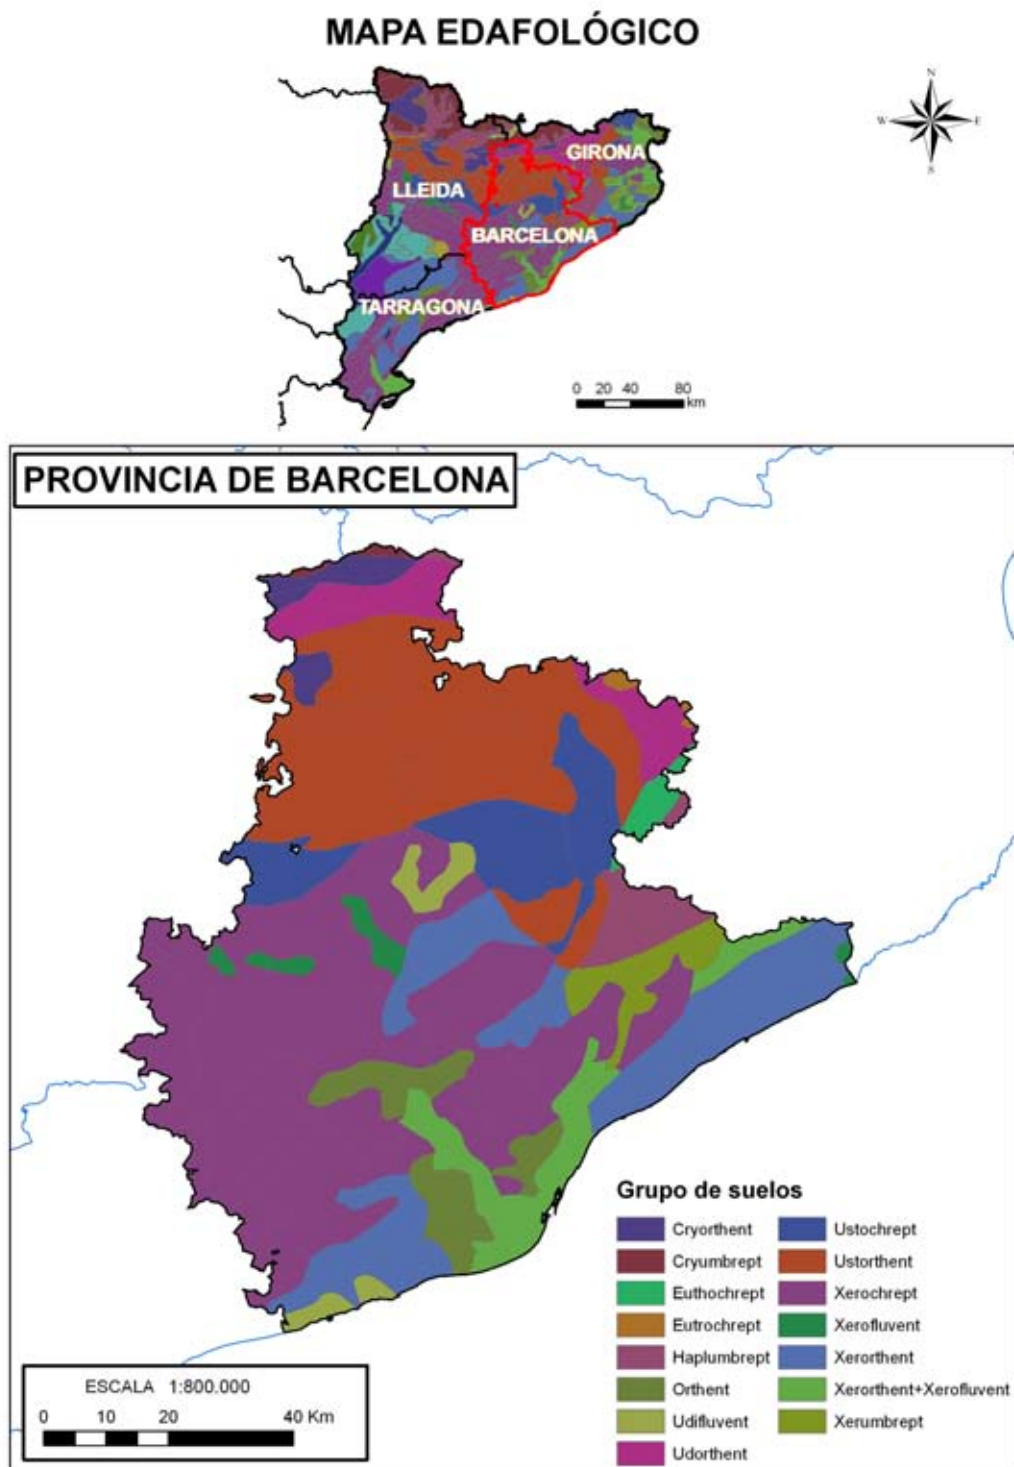 MAPA EDAFOLÓGICO
N
W E
S
GIRONA
LLEIDA
BARCELONA
TARRAGONA
0 20 40 80
km
PROVINCIA DE BARCELONA
Grupo de suelos
Cryorthent
Cryumbrept
Euthochrept
Eutrochrept
Haplumbrept
Orthent
Udifluvent
Udorthent
Ustochrept
Ustorthent
Xerochrept
Xerofluvent
Xerorthent
Xerorthent+Xerofluvent
Xerumbrept
ESCALA 1:800.000
0 10 20 40 Km